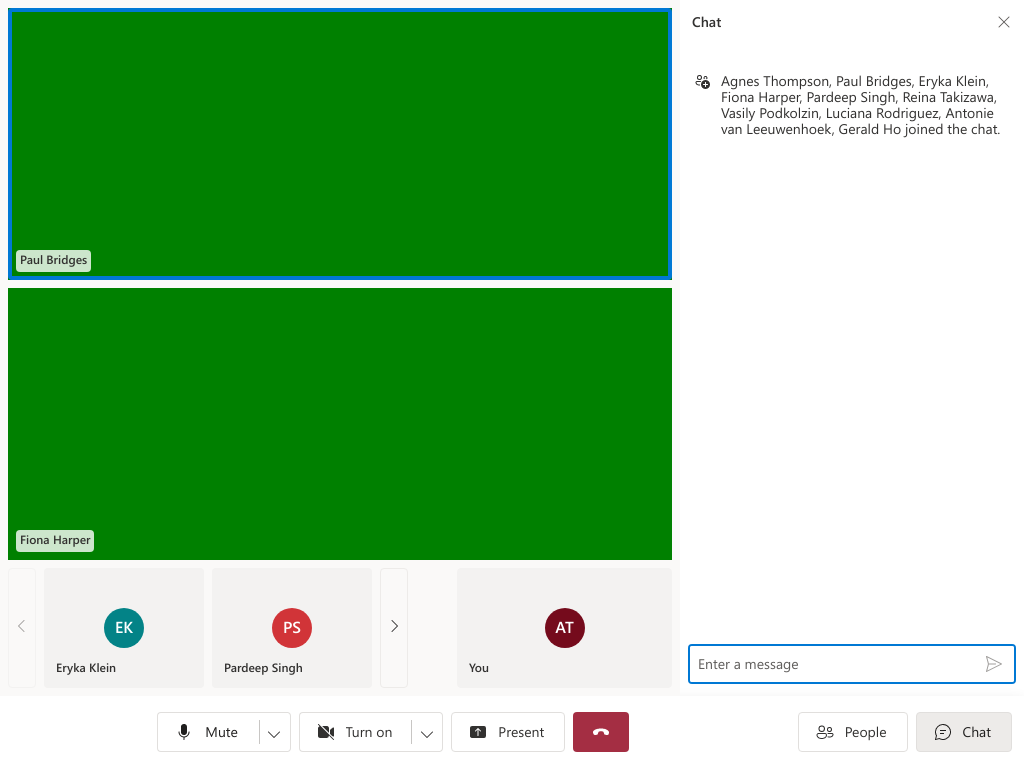 Chat
Agnes Thompson, Paul Bridges, Eryka Klein,
Fiona Harper, Pardeep Singh, Reina Takizawa,
Vasily Podkolzin, Luciana Rodriguez, Antonie
van Leeuwenhoek, Gerald Ho joined the chat.
Paul Bridges
Fiona Harper
EK
Eryka Klein
PS
Pardeep Singh
AT
You
Enter a message
Mute
Turn on
Present
People
Chat